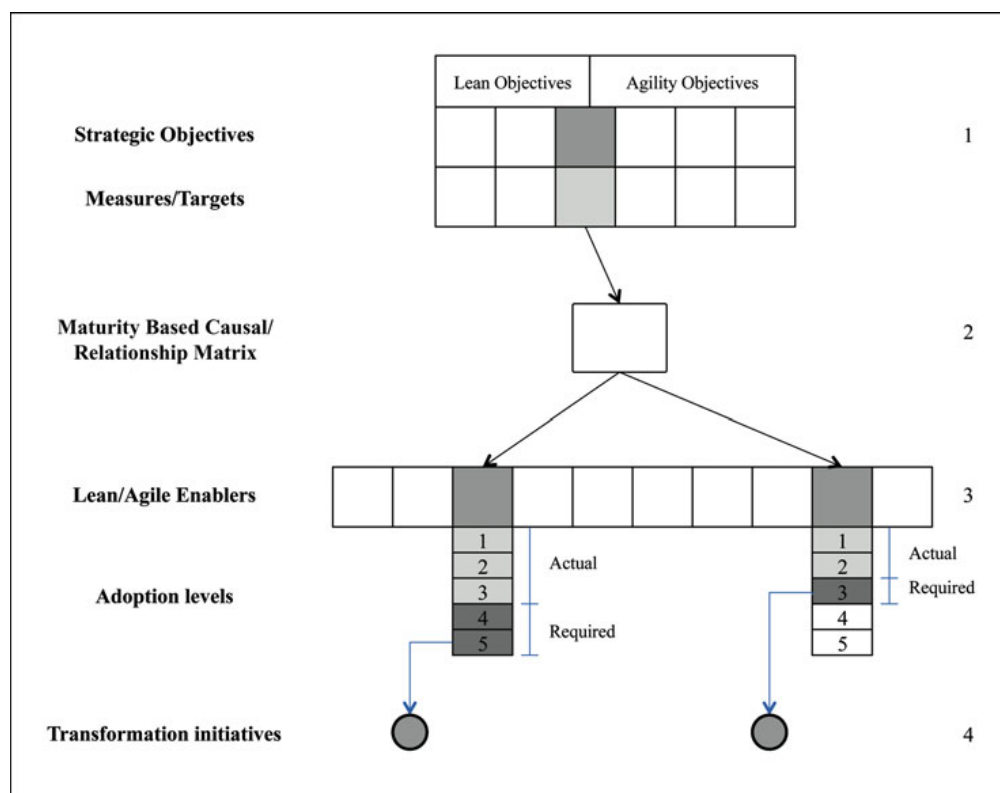 Lean Objectives
Agility Objectives
Strategic Objectives
1
Measures/Targets
Maturity Based Causal/
Relationship Matrix
2
Lean/Agile Enablers
3
Adoption levels
1
2
3
4
5
Actual
Required
1
2
3
4
5
Actual
Required
Transformation initiatives
4